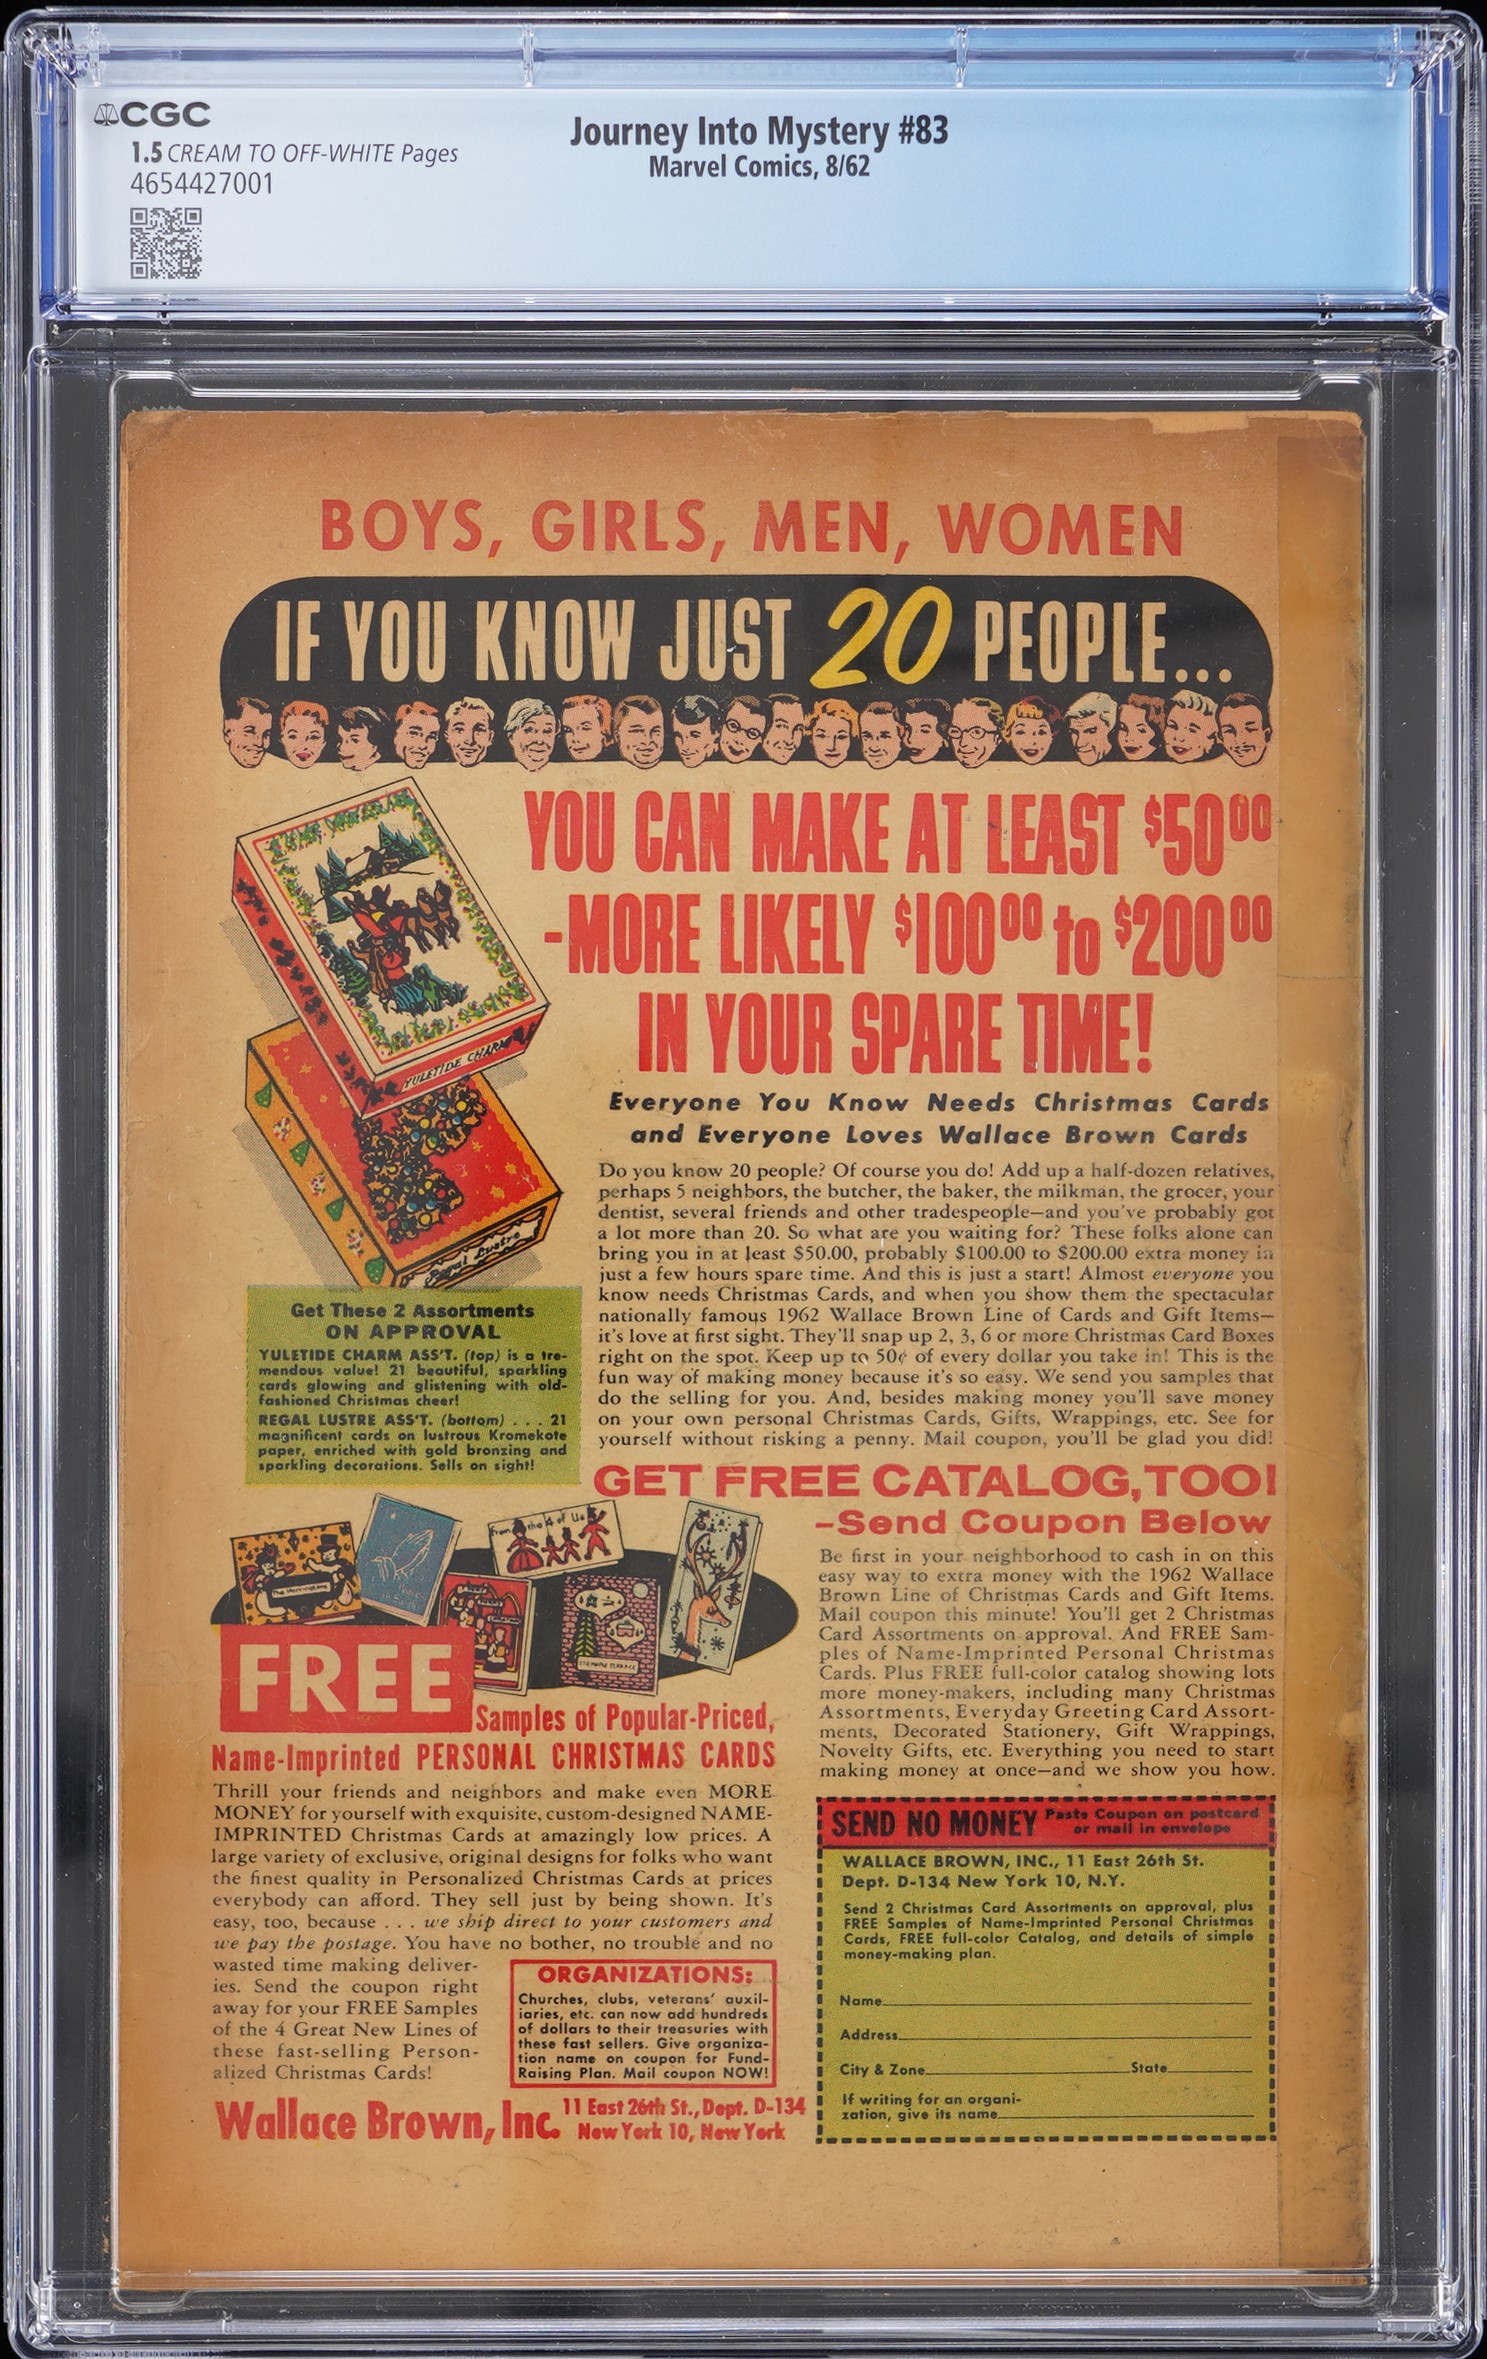 CGC
1.5 CREAM TO OFF-WHITE Pages
4654427001
Journey Into Mystery #83
Marvel Comics, 8/62
BOYS, GIRLS, MEN, WOMEN
IF YOU KNOW JUST 20 PEOPLE...
YOU CAN MAKE AT LEAST $50⁰⁰
-MORE LIKELY $100⁰⁰ to $200⁰⁰
IN YOUR SPARE TIME!
YULETIDE CHARM
Regal Lustre
Everyone You Know Needs Christmas Cards
and Everyone Loves Wallace Brown Cards
Do you know 20 people? Of course you do! Add up a half-dozen relatives,
perhaps 5 neighbors, the butcher, the baker, the milkman, the grocer, your
dentist, several friends and other tradespeople—and you've probably got
a lot more than 20. So what are you waiting for? These folks alone can
bring you in at least $50.00, probably $100.00 to $200.00 extra money in
just a few hours spare time. And this is just a start! Almost everyone you
know needs Christmas Cards, and when you show them the spectacular
nationally famous 1962 Wallace Brown Line of Cards and Gift Items—
it's love at first sight. They'll snap up 2, 3, 6 or more Christmas Card Boxes
right on the spot. Keep up to 50¢ of every dollar you take in! This is the
fun way of making money because it's so easy. We send you samples that
do the selling for you. And, besides making money you'll save money
on your own personal Christmas Cards, Gifts, Wrappings, etc. See for
yourself without risking a penny. Mail coupon, you'll be glad you did!
Get These 2 Assortments
ON APPROVAL
YULETIDE CHARM ASS'T. (top) is a tre-
mendous value! 21 beautiful, sparkling
cards glowing and glistening with old-
fashioned Christmas cheer!
REGAL LUSTRE ASS'T. (bottom) . . . 21
magnificent cards on lustrous Kromekote
paper, enriched with gold bronzing and
sparkling decorations. Sells on sight!
GET FREE CATALOG, TOO!
—Send Coupon Below
Be first in your neighborhood to cash in on this
easy way to extra money with the 1962 Wallace
Brown Line of Christmas Cards and Gift Items.
Mail coupon this minute! You'll get 2 Christmas
Card Assortments on approval. And FREE Sam-
ples of Name-Imprinted Personal Christmas
Cards. Plus FREE full-color catalog showing lots
more money-makers, including many Christmas
Assortments, Everyday Greeting Card Assort-
ments, Decorated Stationery, Gift Wrappings,
Novelty Gifts, etc. Everything you need to start
making money at once—and we show you how.
From the 4 of Us
FREE
Samples of Popular-Priced,
Name-Imprinted PERSONAL CHRISTMAS CARDS
Thrill your friends and neighbors and make even MORE
MONEY for yourself with exquisite, custom-designed NAME-
IMPRINTED Christmas Cards at amazingly low prices. A
large variety of exclusive, original designs for folks who want
the finest quality in Personalized Christmas Cards at prices
everybody can afford. They sell just by being shown. It's
easy, too, because . . . we ship direct to your customers and
we pay the postage. You have no bother, no trouble and no
wasted time making deliver-
ies. Send the coupon right
away for your FREE Samples
of the 4 Great New Lines of
these fast-selling Person-
alized Christmas Cards!
ORGANIZATIONS:
Churches, clubs, veterans' auxil-
iaries, etc. can now add hundreds
of dollars to their treasuries with
these fast sellers. Give organiza-
tion name on coupon for Fund-
Raising Plan. Mail coupon NOW!
Wallace Brown, Inc. 11 East 26th St., Dept. D-134
New York 10, New York
SEND NO MONEY Paste Coupon on postcard
or mail in envelope
WALLACE BROWN, INC., 11 East 26th St.
Dept. D-134 New York 10, N.Y.
Send 2 Christmas Card Assortments on approval, plus
FREE Samples of Name-Imprinted Personal Christmas
Cards, FREE full-color Catalog, and details of simple
money-making plan.
Name
Address
City & Zone State
If writing for an organi-
zation, give its name